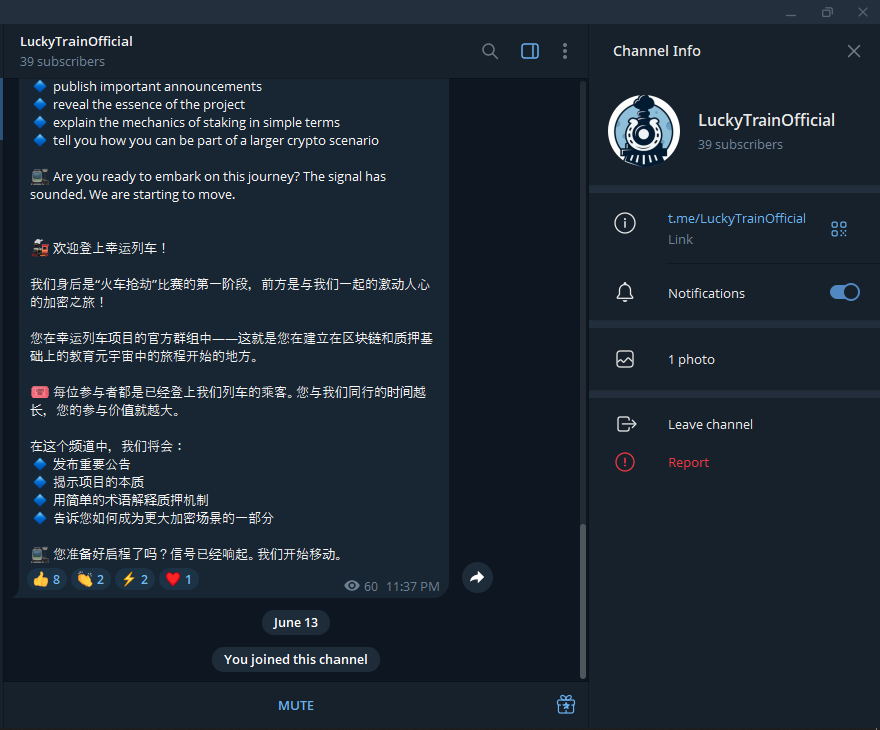 LuckyTrainOfficial
39 subscribers
publish important announcements
reveal the essence of the project
explain the mechanics of staking in simple terms
tell you how you can be part of a larger crypto scenario
Are you ready to embark on this journey? The signal has
sounded. We are starting to move.
欢迎登上幸运列车！
我们身后是“火车抢劫”比赛的第一阶段，前方是与我们一起的激动人心
的加密之旅！
您在幸运列车项目的官方群组中——这就是您在建立在区块链和质押基
础上的教育元宇宙中的旅程开始的地方。
每位参与者都是已经登上我们列车的乘客。您与我们同行的时间越
长，您的参与价值就越大。
在这个频道中，我们将会：
发布重要公告
揭示项目的本质
用简单的术语解释质押机制
告诉您如何成为更大加密场景的一部分
您准备好启程了吗？信号已经响起。我们开始移动。
8 2 2 1
60 11:37 PM
June 13
You joined this channel
MUTE
Channel Info
LuckyTrainOfficial
39 subscribers
t.me/LuckyTrainOfficial
Link
Notifications
1 photo
Leave channel
Report